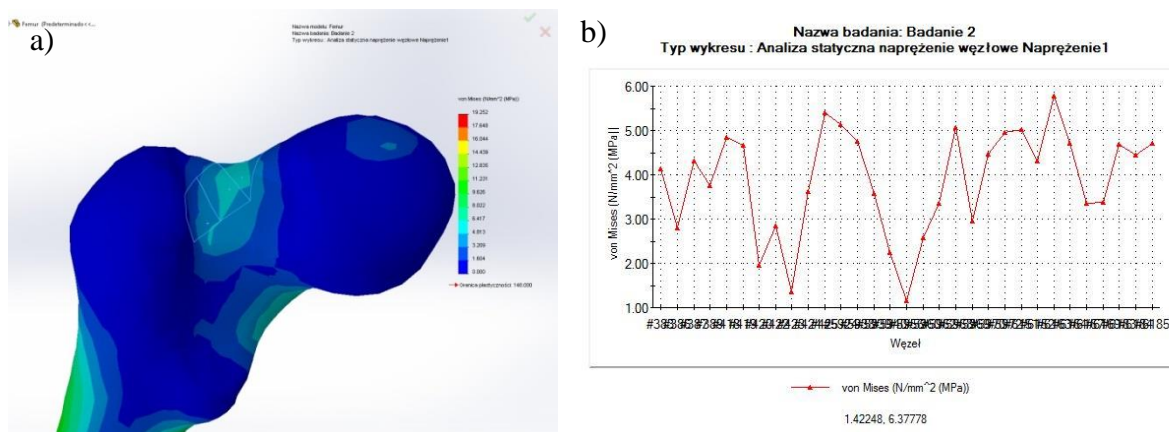 a)
Femur (Predeterminado<<...
Nazwa modelu: Femur
Nazwa badania: Badanie 2
Typ wykresu: Analiza statyczna naprężenie węzłowe Naprężenie1
von Mises (N/mm^2 (MPa))
19.252
17.648
16.044
14.439
12.835
11.231
9.626
8.022
6.417
4.813
3.209
1.604
0.000
Granica plastyczności: 148.000
b)
Nazwa badania: Badanie 2
Typ wykresu : Analiza statyczna naprężenie węzłowe Naprężenie1
von Mises (N/mm^2 (MPa))
6.00
5.00
4.00
3.00
2.00
1.00
Węzeł
von Mises (N/mm^2 (MPa))
1.42248, 6.37778